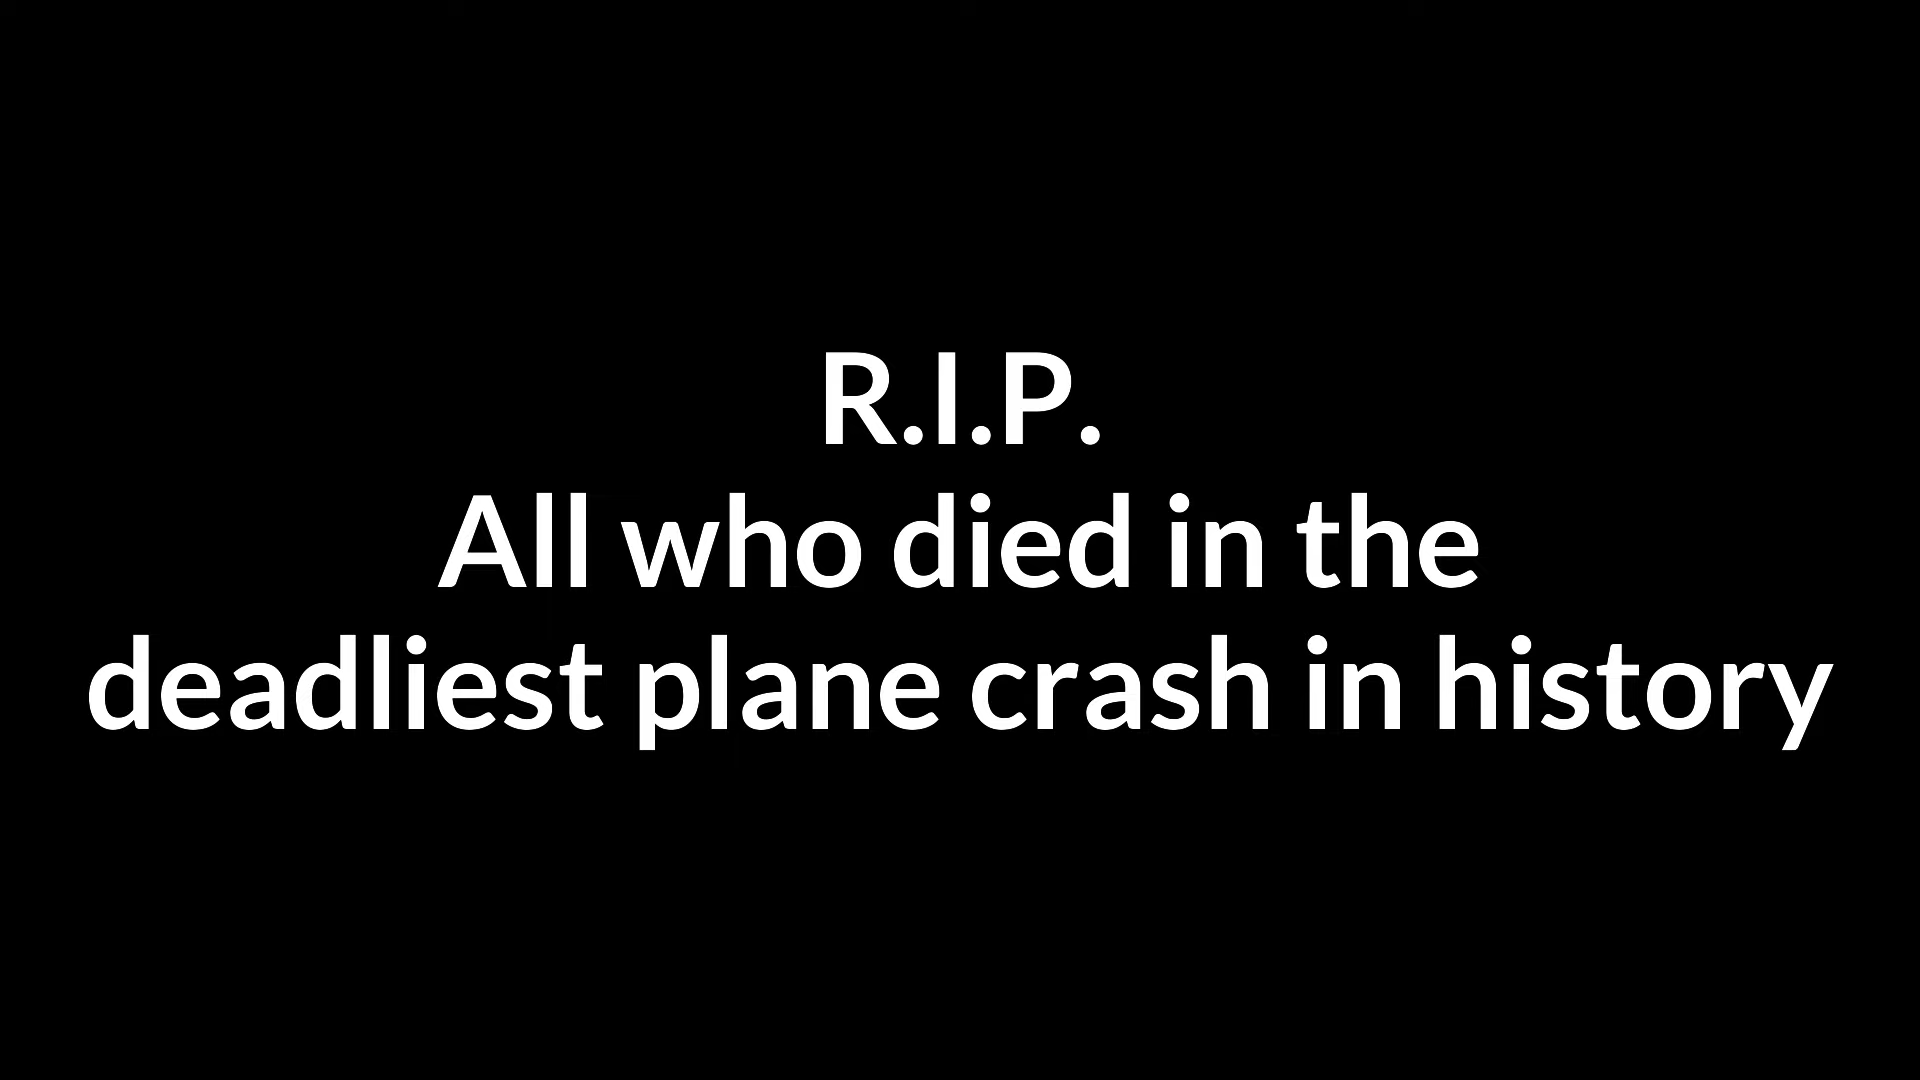 R.I.P.
All who died in the
deadliest plane crash in history